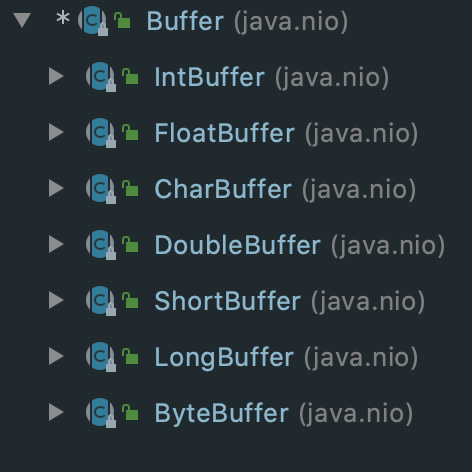 * Buffer (java.nio)
IntBuffer (java.nio)
FloatBuffer (java.nio)
CharBuffer (java.nio)
DoubleBuffer (java.nio)
ShortBuffer (java.nio)
LongBuffer (java.nio)
ByteBuffer (java.nio)